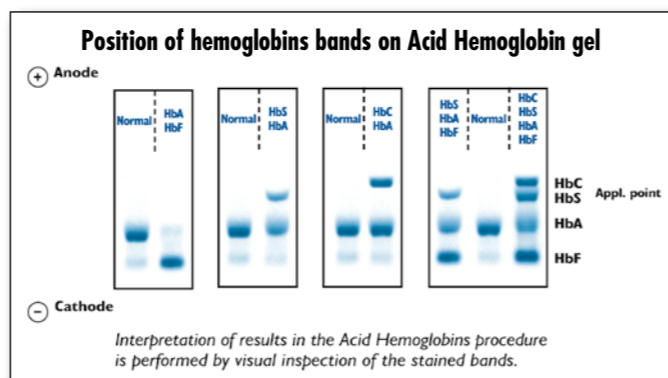 Position of hemoglobins bands on Acid Hemoglobin gel
+ Anode
Normal
HbA
HbF
Normal
HbS
HbA
Normal
HbC
HbA
HbS
HbA
HbF
Normal
HbC
HbS
HbA
HbF
HbC
HbS
Appl. point
HbA
HbF
− Cathode
Interpretation of results in the Acid Hemoglobins procedure
is performed by visual inspection of the stained bands.